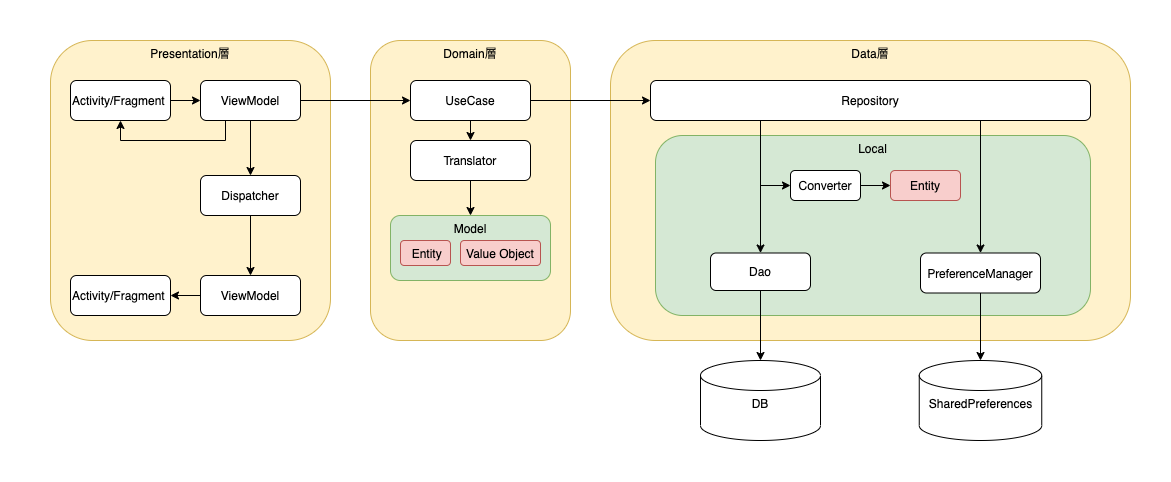 Presentation層
Activity/Fragment
ViewModel
Dispatcher
Activity/Fragment
ViewModel
Domain層
UseCase
Translator
Model
Entity
Value Object
Data層
Repository
Local
Converter
Entity
Dao
PreferenceManager
DB
SharedPreferences